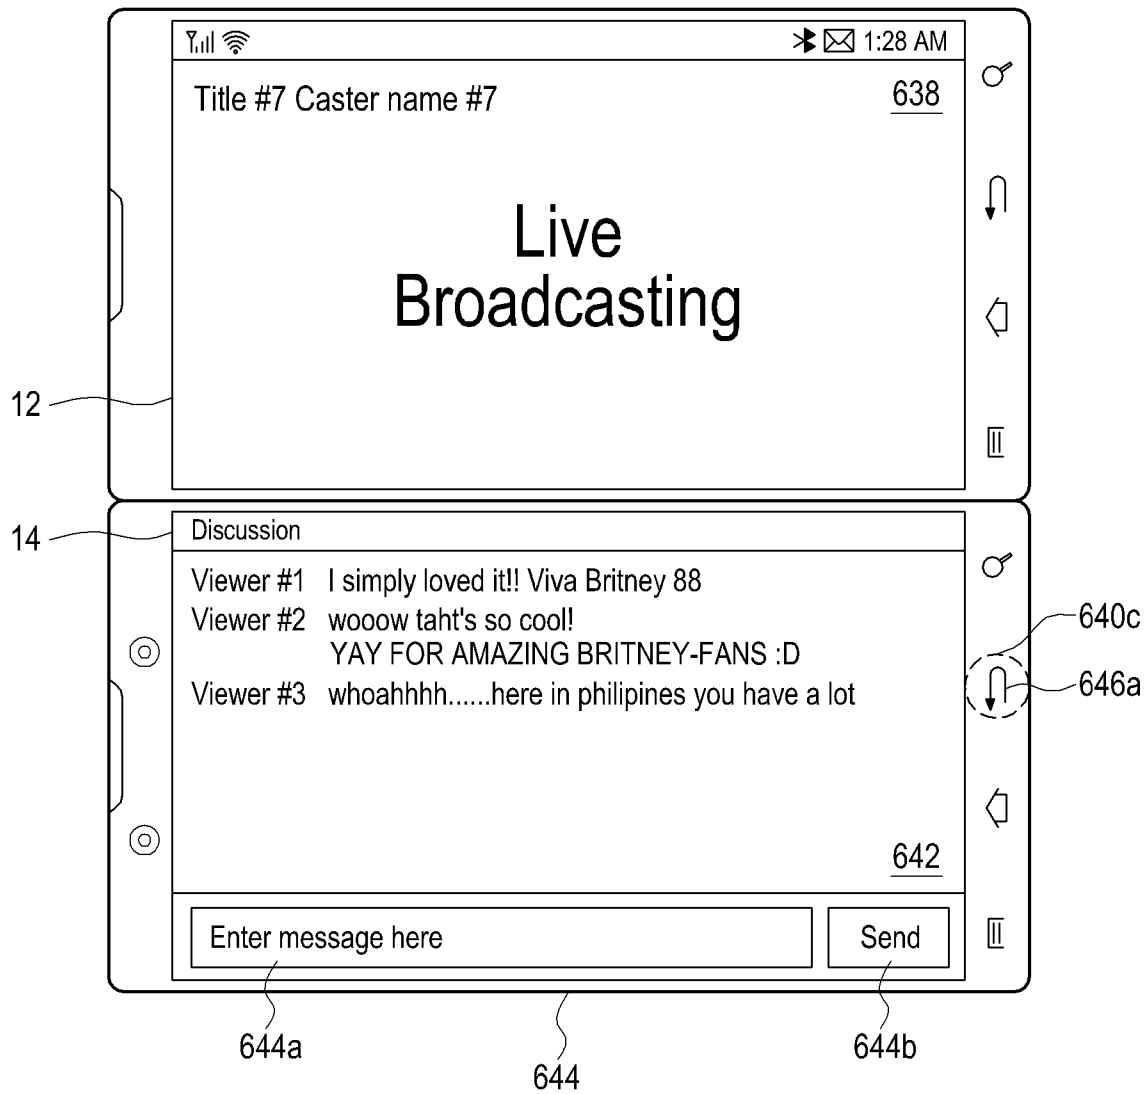 1:28 AM
Title #7 Caster name #7
638
Live
Broadcasting
12
14
Discussion
Viewer #1 I simply loved it!! Viva Britney 88
Viewer #2 wooow taht's so cool!
YAY FOR AMAZING BRITNEY-FANS :D
Viewer #3 whoahhhh......here in philipines you have a lot
640c
646a
642
Enter message here
Send
644a
644
644b